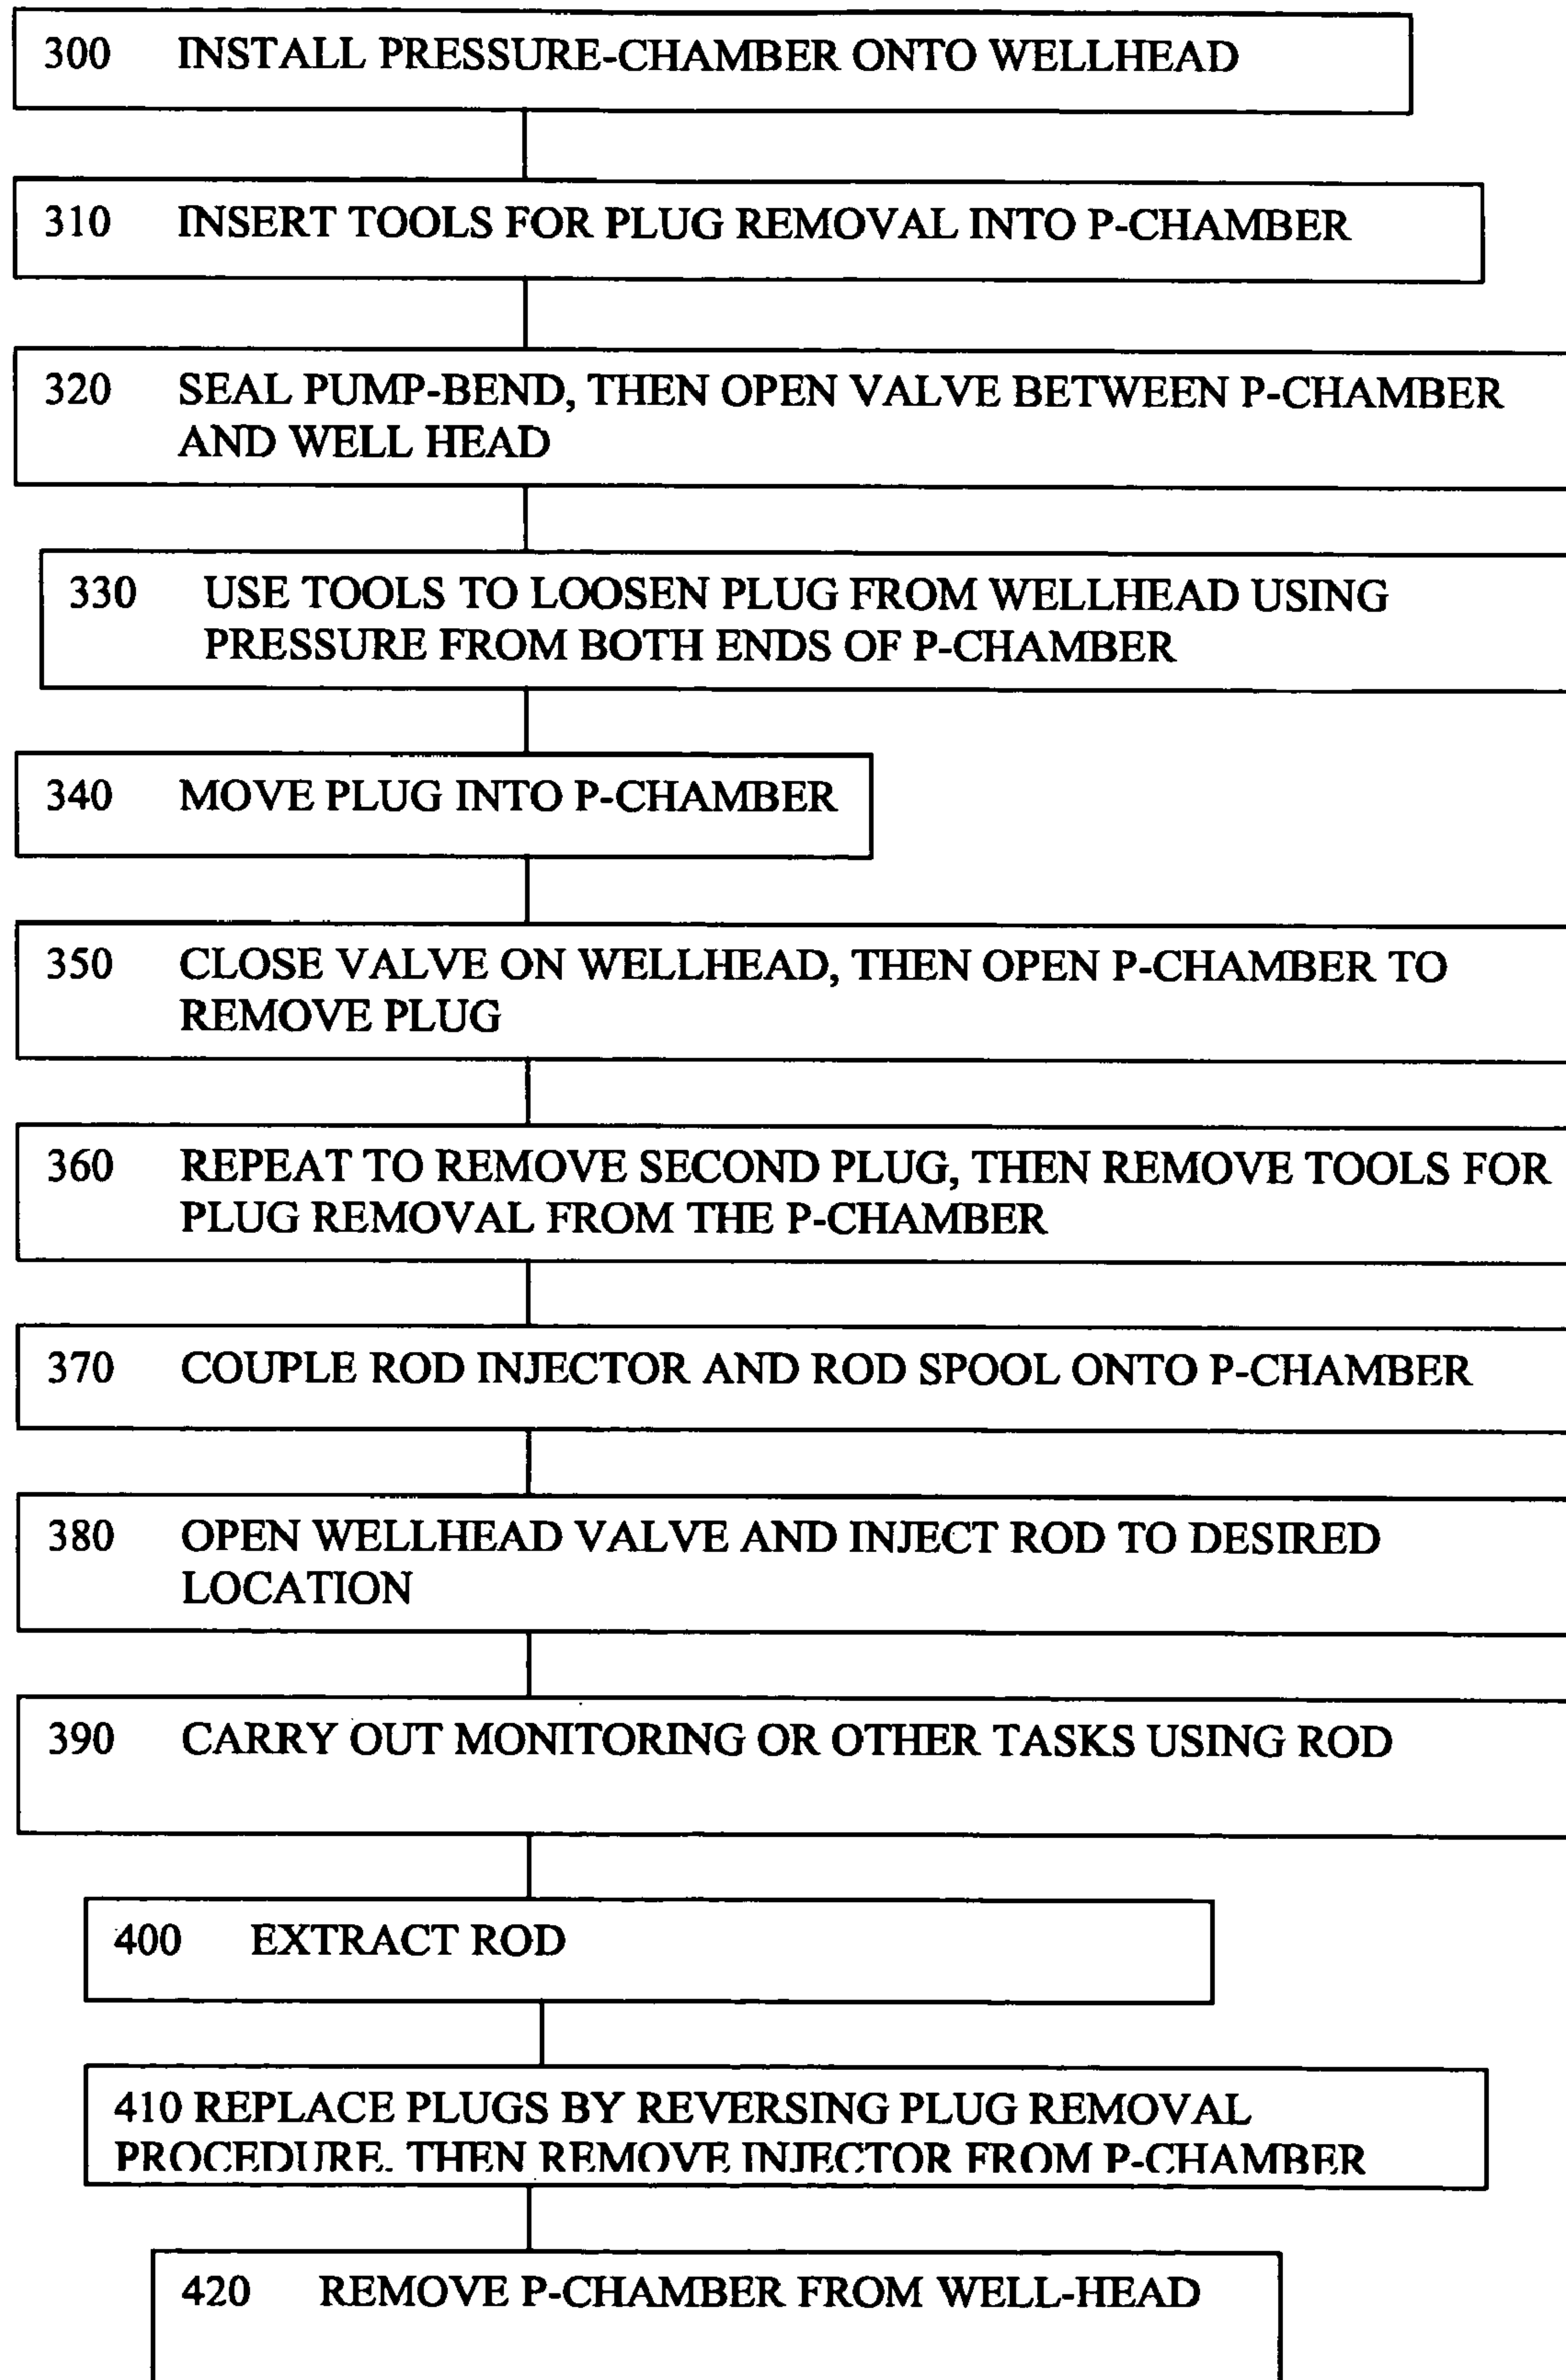 300 INSTALL PRESSURE-CHAMBER ONTO WELLHEAD
310 INSERT TOOLS FOR PLUG REMOVAL INTO P-CHAMBER
320 SEAL PUMP-BEND, THEN OPEN VALVE BETWEEN P-CHAMBER
AND WELL HEAD
330 USE TOOLS TO LOOSEN PLUG FROM WELLHEAD USING
PRESSURE FROM BOTH ENDS OF P-CHAMBER
340 MOVE PLUG INTO P-CHAMBER
350 CLOSE VALVE ON WELLHEAD, THEN OPEN P-CHAMBER TO
REMOVE PLUG
360 REPEAT TO REMOVE SECOND PLUG, THEN REMOVE TOOLS FOR
PLUG REMOVAL FROM THE P-CHAMBER
370 COUPLE ROD INJECTOR AND ROD SPOOL ONTO P-CHAMBER
380 OPEN WELLHEAD VALVE AND INJECT ROD TO DESIRED
LOCATION
390 CARRY OUT MONITORING OR OTHER TASKS USING ROD
400 EXTRACT ROD
410 REPLACE PLUGS BY REVERSING PLUG REMOVAL
PROCEDURE. THEN REMOVE INJECTOR FROM P-CHAMBER
420 REMOVE P-CHAMBER FROM WELL-HEAD